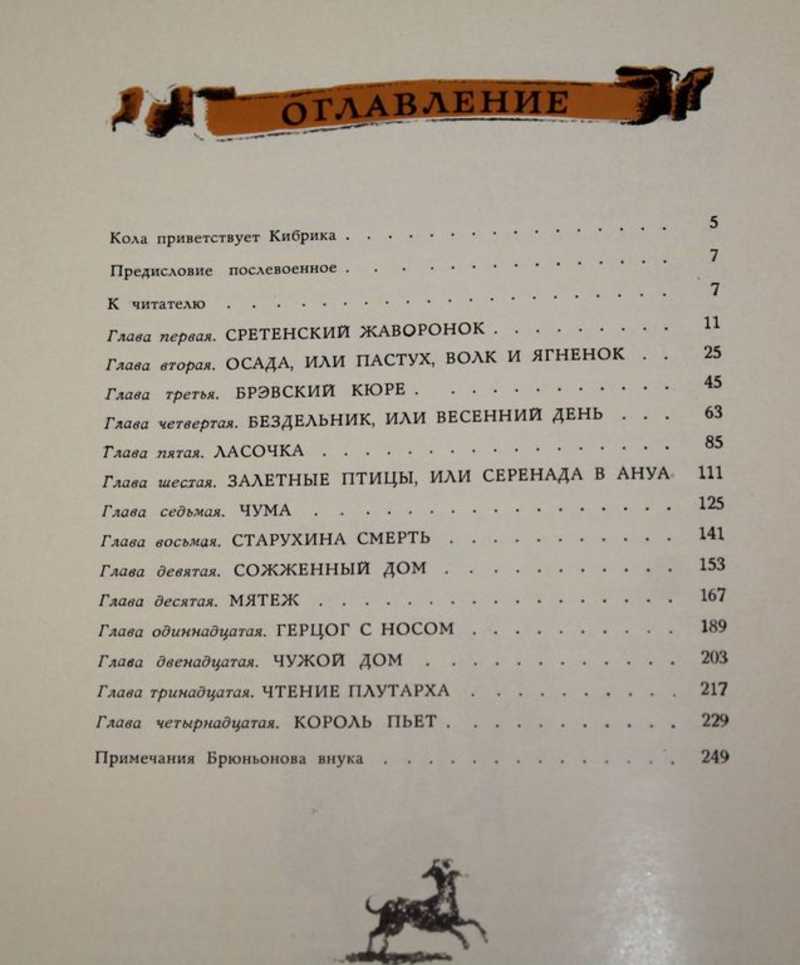 ОГЛАВЛЕНИЕ
Кола приветствует Кибрика . . . . . . . . . . . . . . . . 5
Предисловие послевоенное . . . . . . . . . . . . . . . 7
К читателю . . . . . . . . . . . . . . . . . . . 7
Глава первая. СРЕТЕНСКИЙ ЖАВОРОНОК . . . . . . . . . 11
Глава вторая. ОСАДА, ИЛИ ПАСТУХ, ВОЛК И ЯГНЕНОК . . 25
Глава третья. БРЭВСКИЙ КЮРЕ . . . . . . . . . . 45
Глава четвертая. БЕЗДЕЛЬНИК, ИЛИ ВЕСЕННИЙ ДЕНЬ . . . 63
Глава пятая. ЛАСОЧКА . . . . . . . . . . . . . . 85
Глава шестая. ЗАЛЕТНЫЕ ПТИЦЫ, ИЛИ СЕРЕНАДА В АНУА 111
Глава седьмая. ЧУМА . . . . . . . . . . . . . . 125
Глава восьмая. СТАРУХИНА СМЕРТЬ . . . . . . . . . 141
Глава девятая. СОЖЖЕННЫЙ ДОМ . . . . . . . . . 153
Глава десятая. МЯТЕЖ . . . . . . . . . . . . . . 167
Глава одиннадцатая. ГЕРЦОГ С НОСОМ . . . . . . . . 189
Глава двенадцатая. ЧУЖОЙ ДОМ . . . . . . . . . . 203
Глава тринадцатая. ЧТЕНИЕ ПЛУТАРХА . . . . . . . . 217
Глава четырнадцатая. КОРОЛЬ ПЬЕТ . . . . . . . . . 229
Примечания Брюньонова внука . . . . . . . . . . . 249